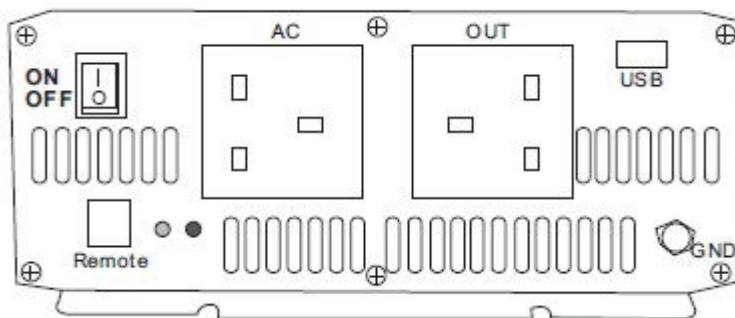 AC OUT
ON
OFF
USB
Remote
GND